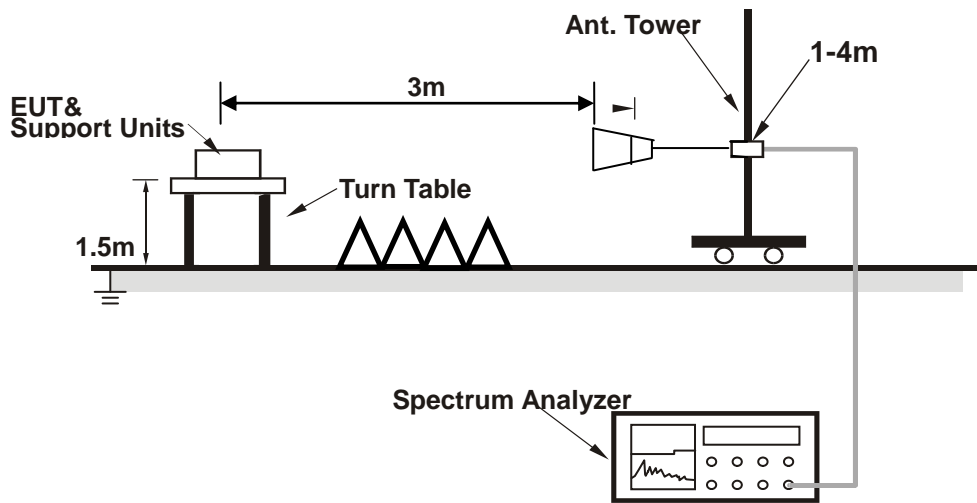 Ant. Tower
1-4m
3m
EUT&
Support Units
Turn Table
1.5m
Spectrum Analyzer